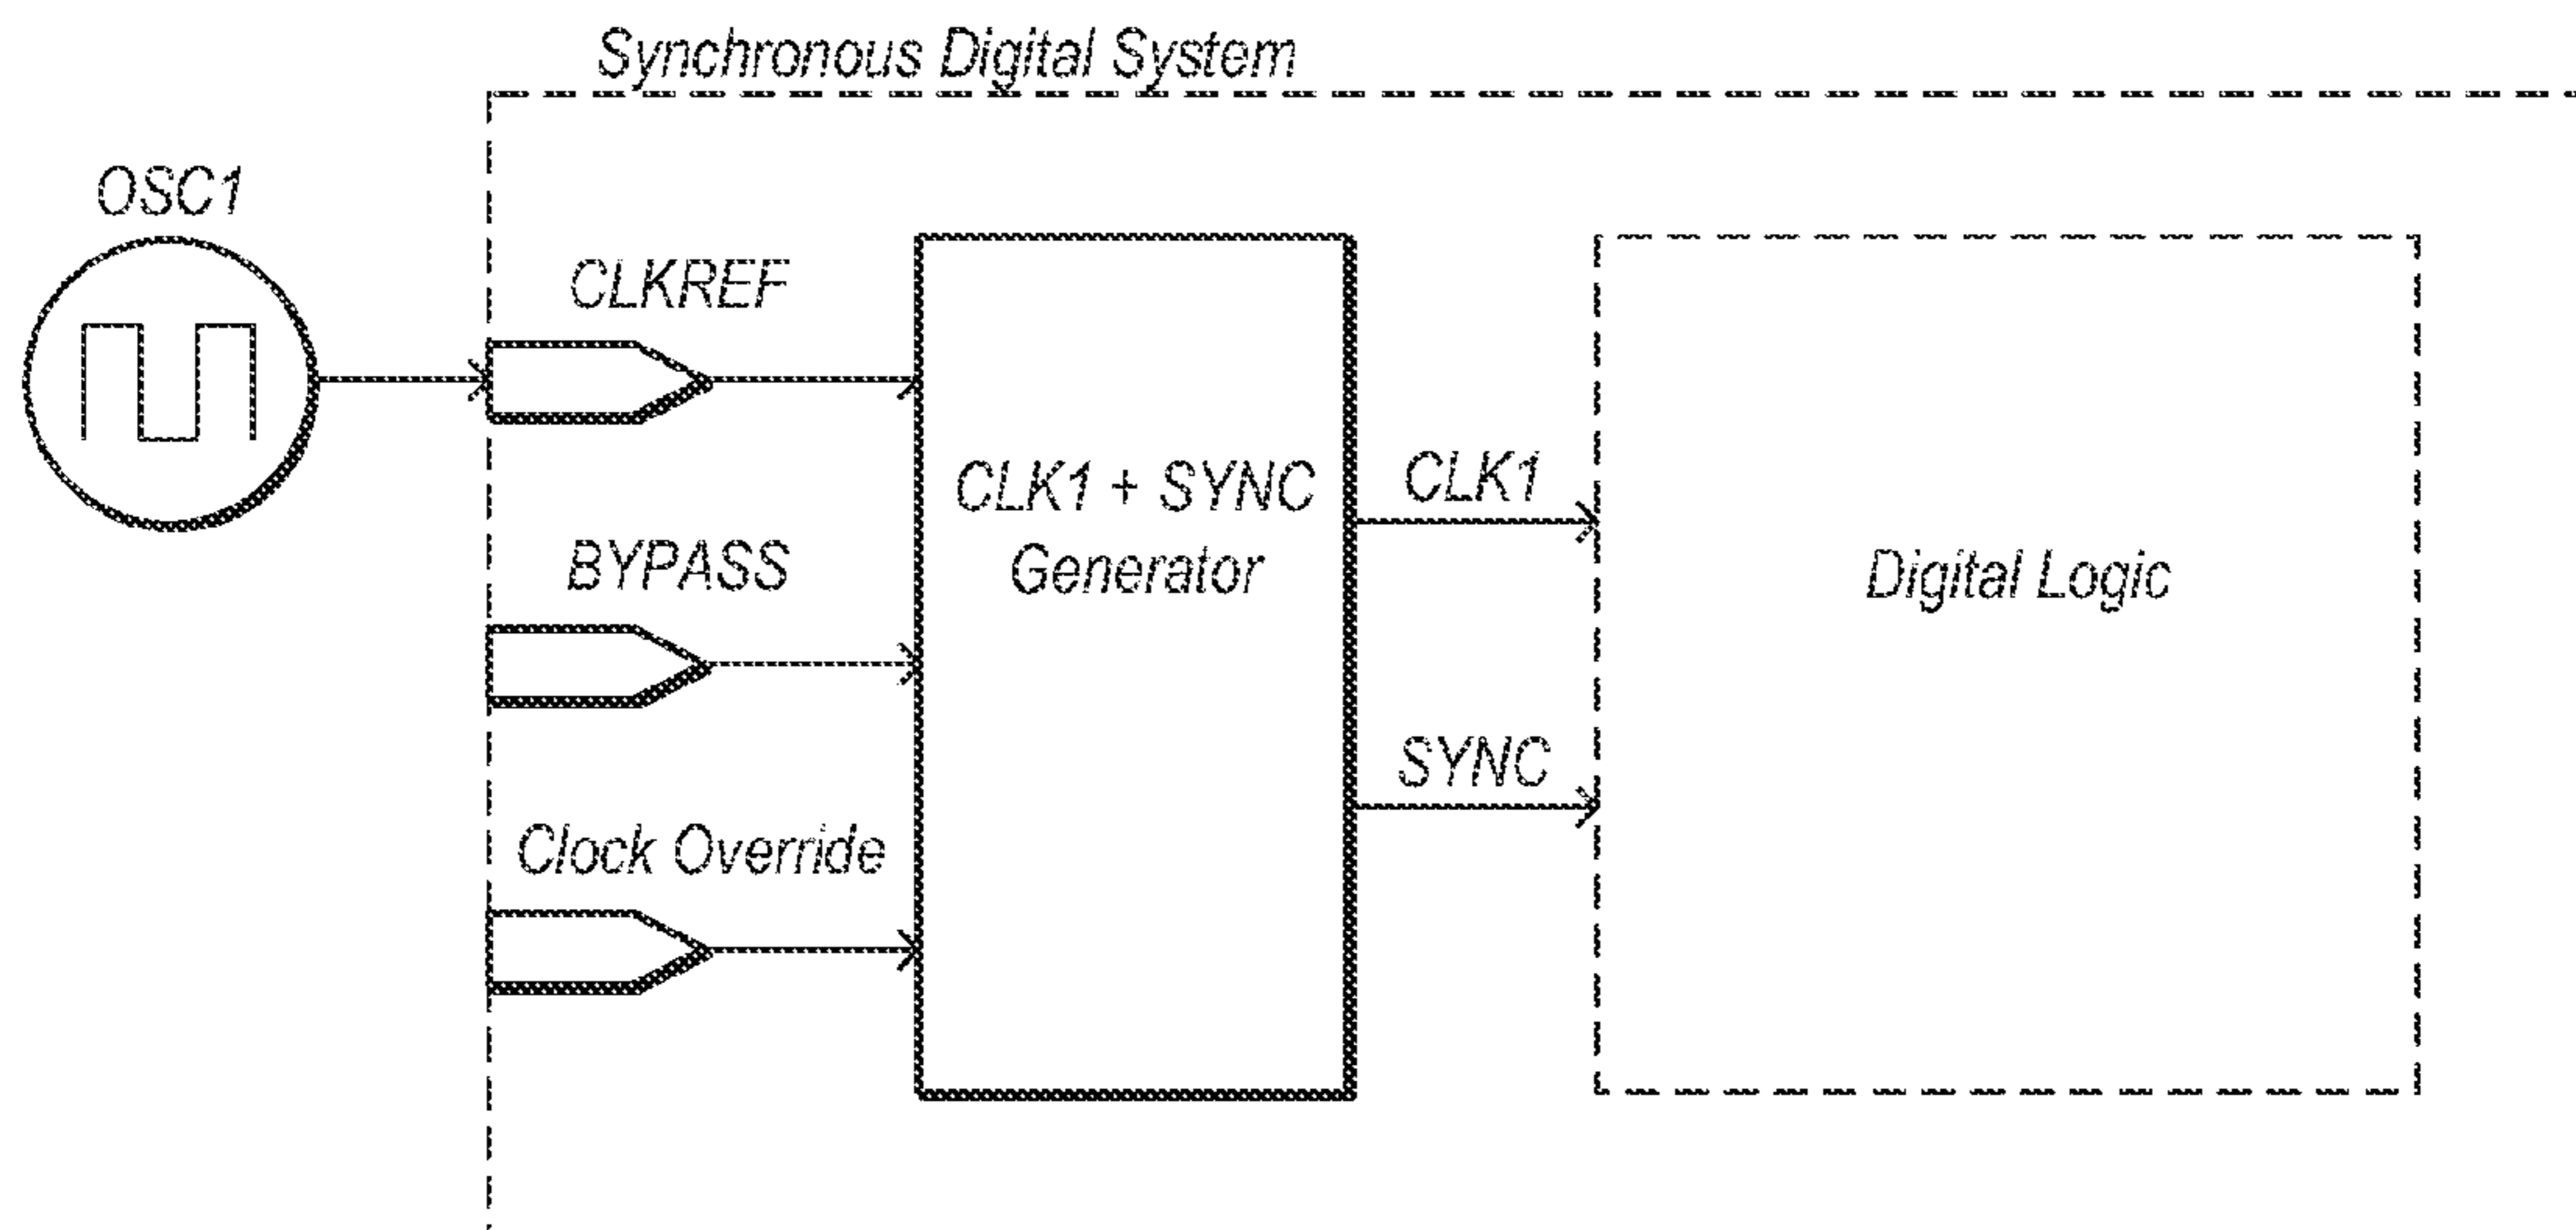 Synchronous Digital System
OSC1
CLKREF
BYPASS
Clock Override
CLK1 + SYNC
Generator
CLK1
SYNC
Digital Logic